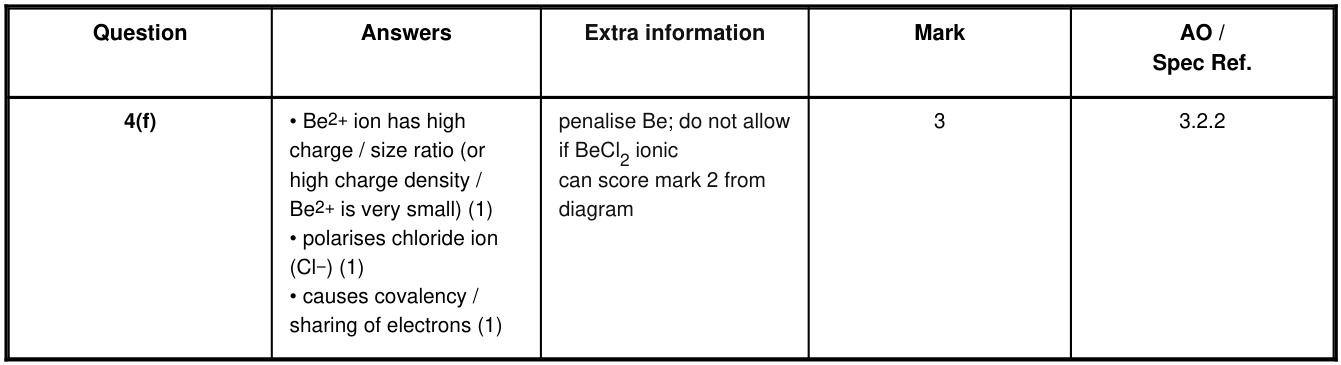 Question Answers Extra information Mark AO /
Spec Ref.
4(f) • Be2+ ion has high penalise Be; do not allow 3 3.2.2
charge / size ratio (or if BeCl2 ionic
high charge density / can score mark 2 from
Be2+ is very small) (1) diagram
• polarises chloride ion
(Cl–) (1)
• causes covalency /
sharing of electrons (1)